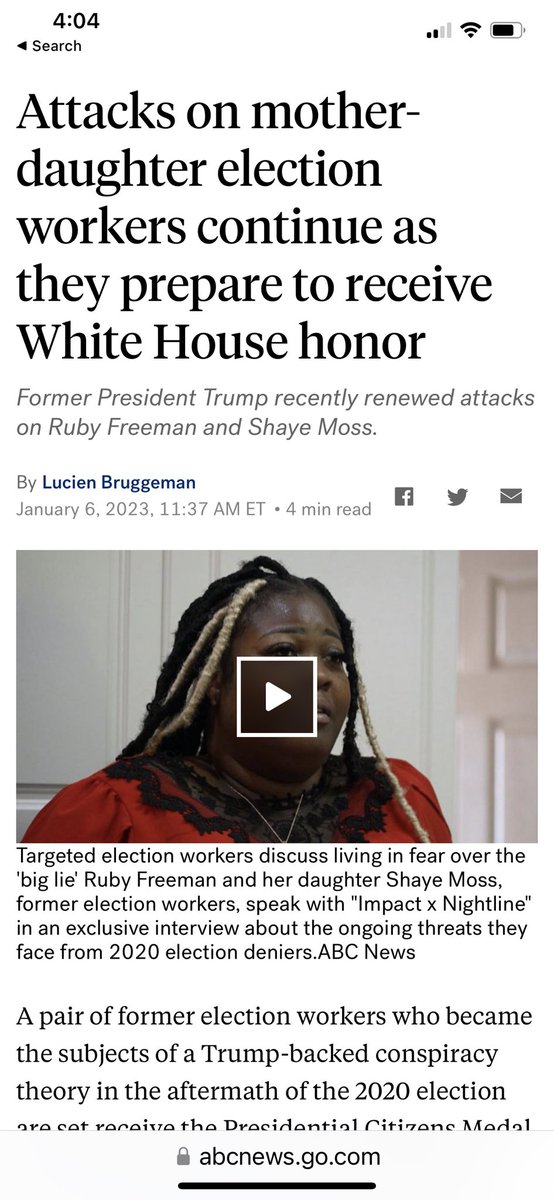 4:04
◀ Search
Attacks on mother-
daughter election
workers continue as
they prepare to receive
White House honor
Former President Trump recently renewed attacks
on Ruby Freeman and Shaye Moss.
By Lucien Bruggeman
January 6, 2023, 11:37 AM ET • 4 min read
Targeted election workers discuss living in fear over the
'big lie' Ruby Freeman and her daughter Shaye Moss,
former election workers, speak with "Impact x Nightline"
in an exclusive interview about the ongoing threats they
face from 2020 election deniers.ABC News
A pair of former election workers who became
the subjects of a Trump-backed conspiracy
theory in the aftermath of the 2020 election
are set receive the Presidential Citizens Medal
abcnews.go.com